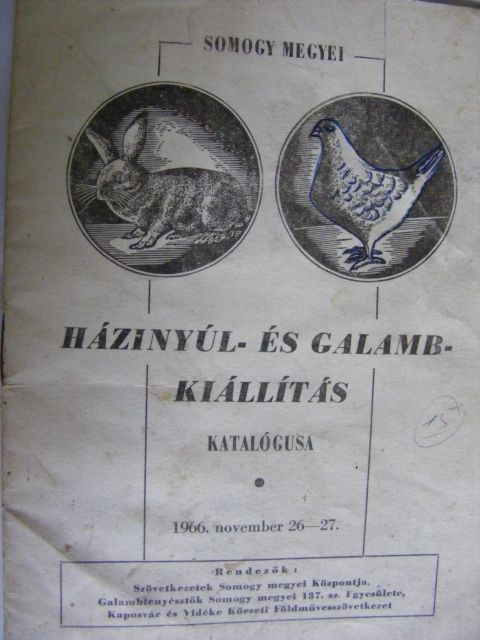 SOMOGY MEGYEI
HÁZINYÚL- ÉS GALAMB-
KIÁLLÍTÁS
KATALÓGUSA
15
1966. november 26—27.
Rendezők:
Szövetkezetek Somogy megyei Központja,
Galambtenyésztők Somogy megyei 137. sz. Egyesülete,
Kaposvár és Vidéke Körzeti Földművesszövetkezet